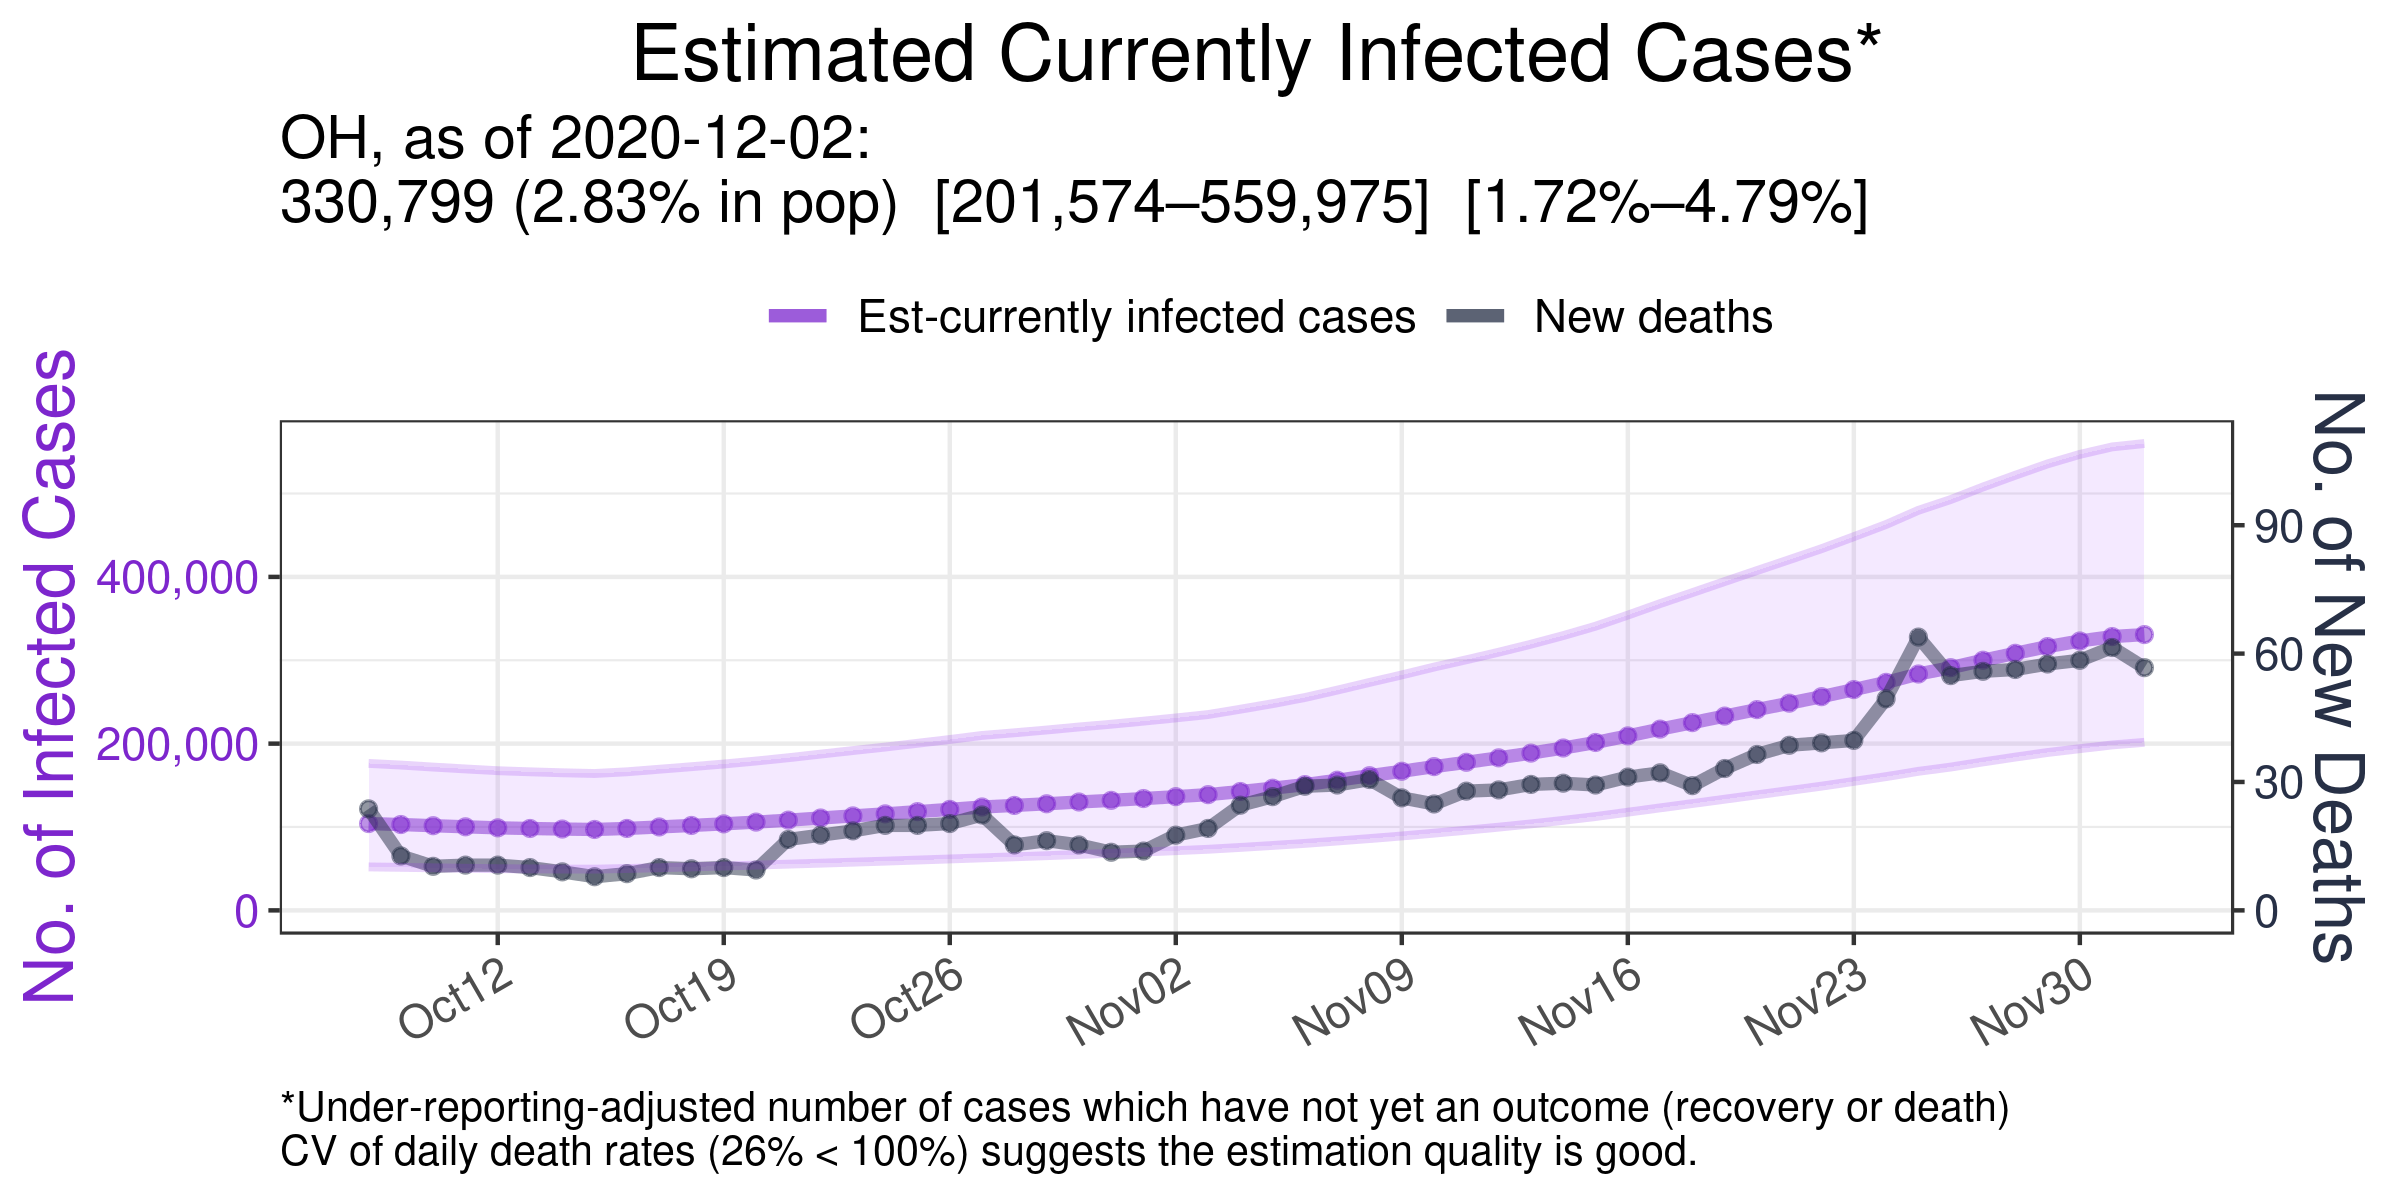 Estimated Currently Infected Cases*
OH, as of 2020-12-02:
330,799 (2.83% in pop)  [201,574–559,975]  [1.72%–4.79%]
Est-currently infected cases
New deaths
No. of Infected Cases
400,000
200,000
0
No. of New Deaths
90
60
30
0
Oct12
Oct19
Oct26
Nov02
Nov09
Nov16
Nov23
Nov30
*Under-reporting-adjusted number of cases which have not yet an outcome (recovery or death)
CV of daily death rates (26% < 100%) suggests the estimation quality is good.